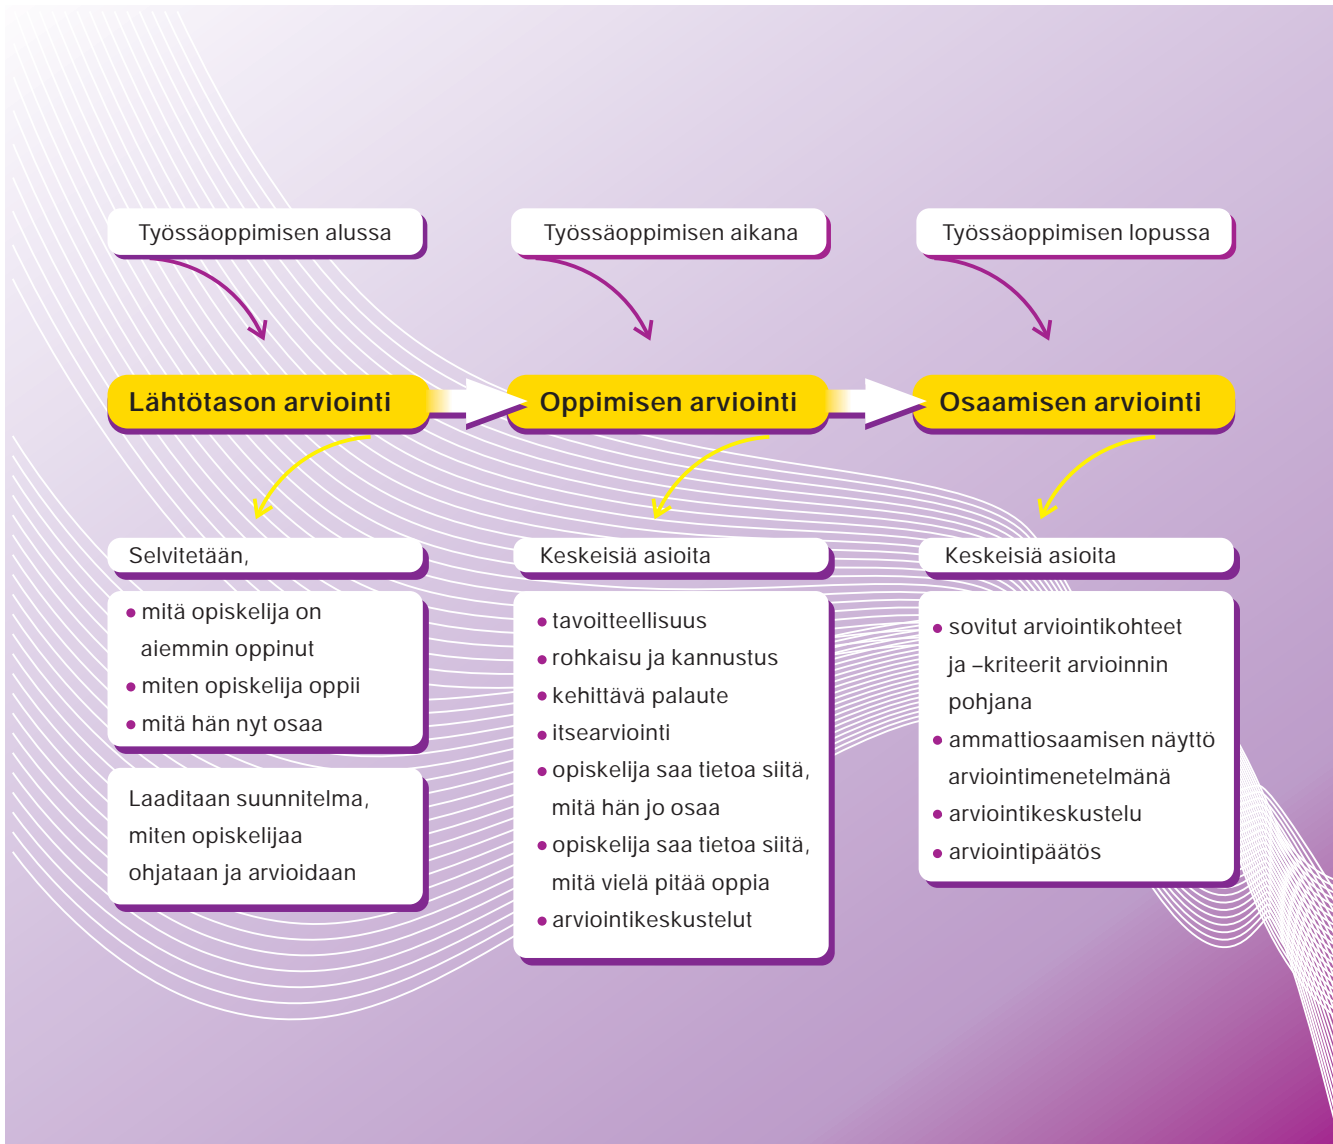 Työssäoppimisen alussa
Työssäoppimisen aikana
Työssäoppimisen lopussa
Lähtötason arviointi
Oppimisen arviointi
Osaamisen arviointi
Selvitetään,
• mitä opiskelija on
aiemmin oppinut
• miten opiskelija oppii
• mitä hän nyt osaa
Laaditaan suunnitelma,
miten opiskelijaa
ohjataan ja arvioidaan
Keskeisiä asioita
• tavoitteellisuus
• rohkaisu ja kannustus
• kehittävä palaute
• itsearviointi
• opiskelija saa tietoa siitä,
mitä hän jo osaa
• opiskelija saa tietoa siitä,
mitä vielä pitää oppia
• arviointikeskustelut
Keskeisiä asioita
• sovitut arviointikohteet
ja –kriteerit arvioinnin
pohjana
• ammattiosaamisen näyttö
arviointimenetelmänä
• arviointikeskustelu
• arviointipäätös